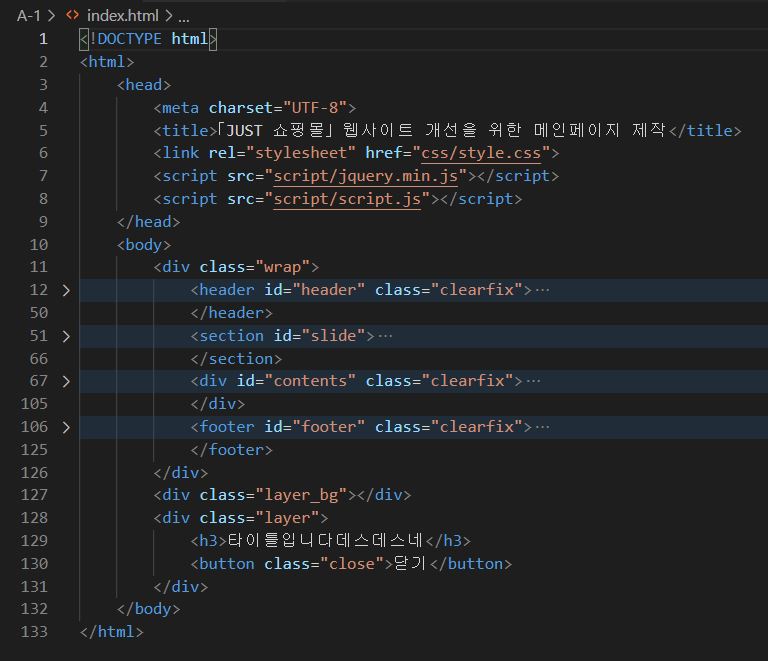 A-1 > <> index.html > ...
1 <!DOCTYPE html>
2 <html>
3 <head>
4 <meta charset="UTF-8">
5 <title>「JUST 쇼핑몰」웹사이트 개선을 위한 메인페이지 제작</title>
6 <link rel="stylesheet" href="css/style.css">
7 <script src="script/jquery.min.js"></script>
8 <script src="script/script.js"></script>
9 </head>
10 <body>
11 <div class="wrap">
12 > <header id="header" class="clearfix">···
50 </header>
51 > <section id="slide">···
66 </section>
67 > <div id="contents" class="clearfix">···
105 </div>
106 > <footer id="footer" class="clearfix">···
125 </footer>
126 </div>
127 <div class="layer_bg"></div>
128 <div class="layer">
129 <h3>타이틀입니다데스데스네</h3>
130 <button class="close">닫기</button>
131 </div>
132 </body>
133 </html>